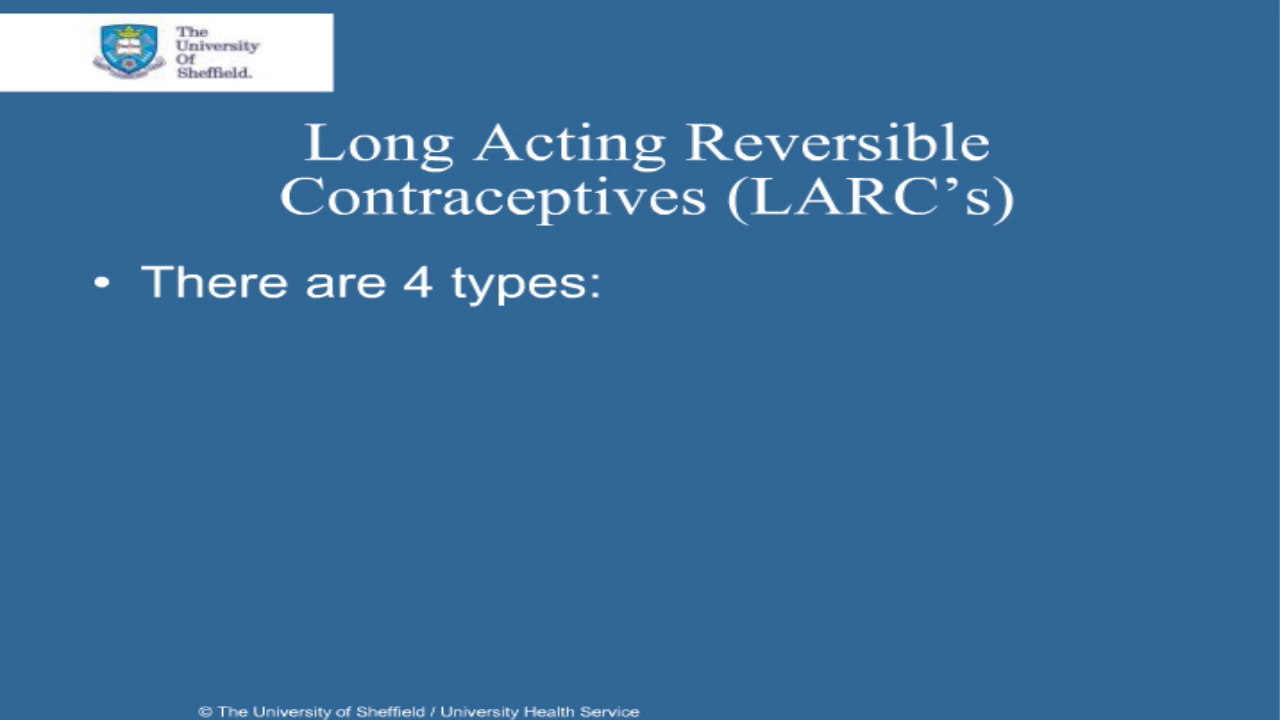 The
University
Of
Sheffield.
Long Acting Reversible
Contraceptives (LARC’s)
• There are 4 types:
© The University of Sheffield / University Health Service